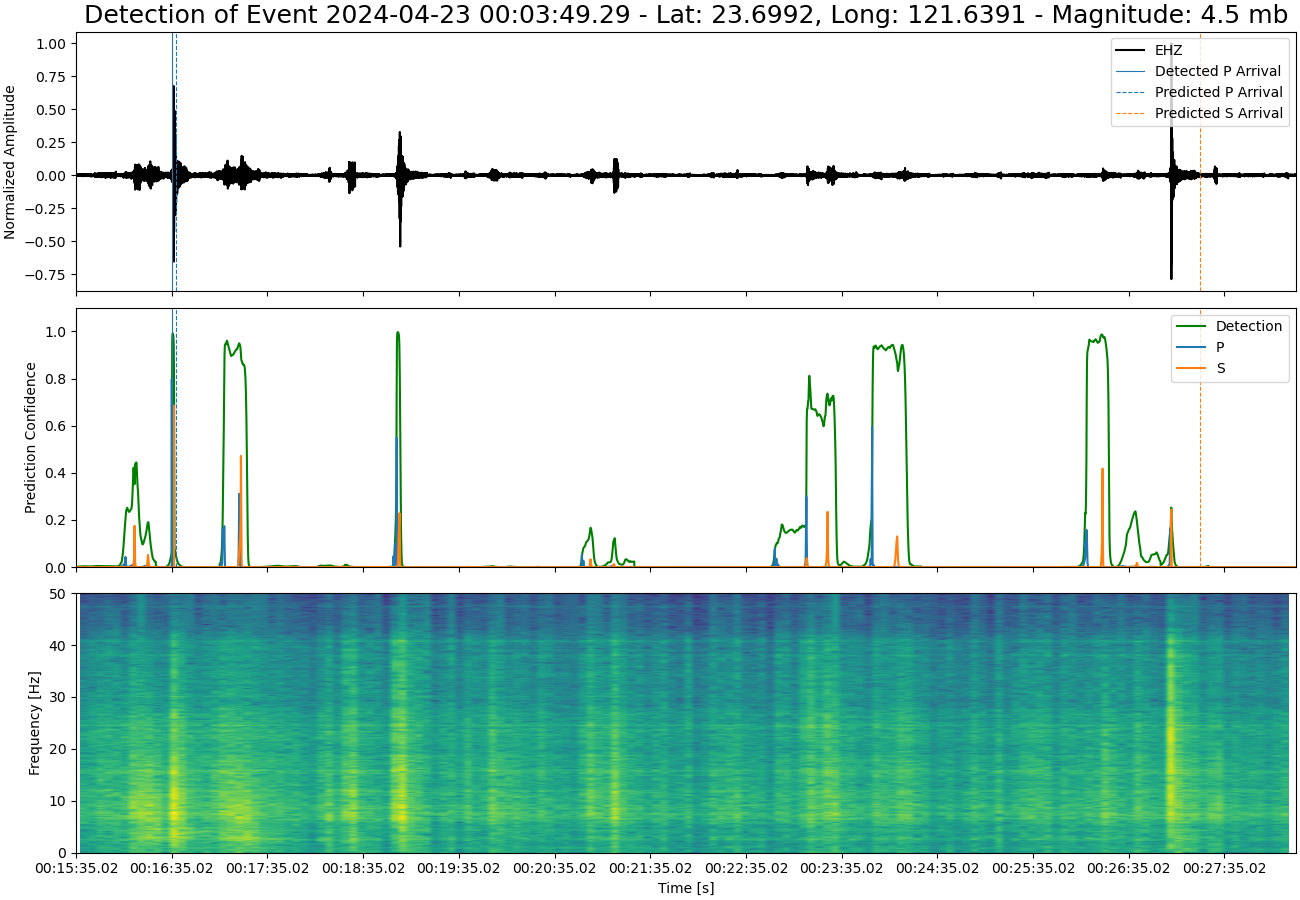 Detection of Event 2024-04-23 00:03:49.29 - Lat: 23.6992, Long: 121.6391 - Magnitude: 4.5 mb
1.00
0.75
0.50
0.25
0.00
−0.25
−0.50
−0.75
Normalized Amplitude
EHZ
Detected P Arrival
Predicted P Arrival
Predicted S Arrival
1.0
0.8
0.6
0.4
0.2
0.0
Prediction Confidence
Detection
P
S
50
40
30
20
10
0
Frequency [Hz]
00:15:35.02 00:16:35.02 00:17:35.02 00:18:35.02 00:19:35.02 00:20:35.02 00:21:35.02 00:22:35.02 00:23:35.02 00:24:35.02 00:25:35.02 00:26:35.02 00:27:35.02
Time [s]